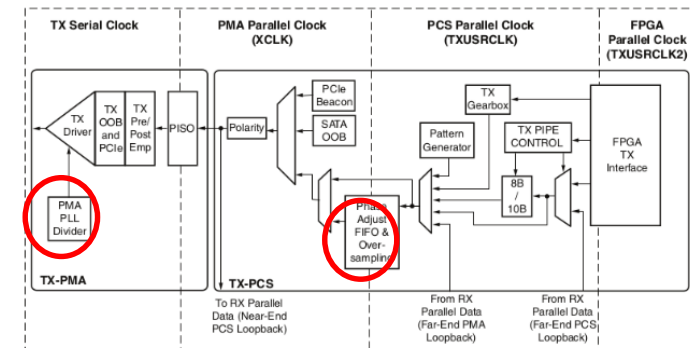 TX Serial Clock
PMA Parallel Clock
(XCLK)
PCS Parallel Clock
(TXUSRCLK)
FPGA
Parallel Clock
(TXUSRCLK2)
TX
Driver
TX
OOB
and
PCIe
TX
Pre/
Post
Emp
PISO
Polarity
PCIe
Beacon
SATA
OOB
TX
Gearbox
Pattern
Generator
TX PIPE
CONTROL
FPGA
TX
Interface
8B
/
10B
PMA
PLL
Divider
Phase
Adjust
FIFO &
Over-
sampling
TX-PMA
TX-PCS
To RX Parallel
Data (Near-End
PCS Loopback)
From RX
Parallel Data
(Far-End PMA
Loopback)
From RX
Parallel Data
(Far-End PCS
Loopback)